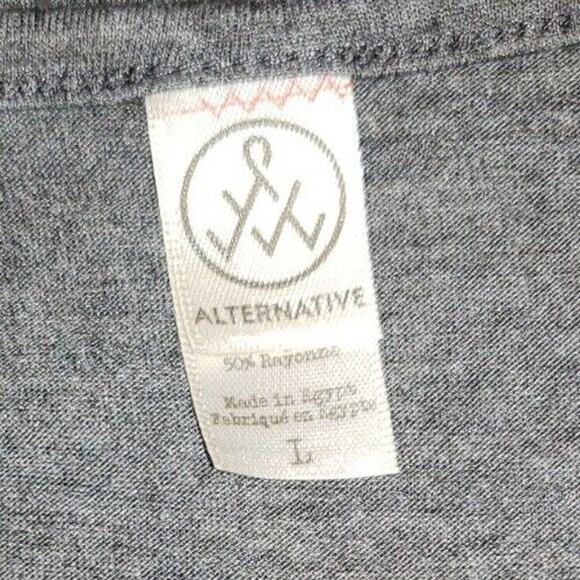 ALTERNATIVE
50% Rayonne
Made in Egypt
Fabriqué en Egypte
L